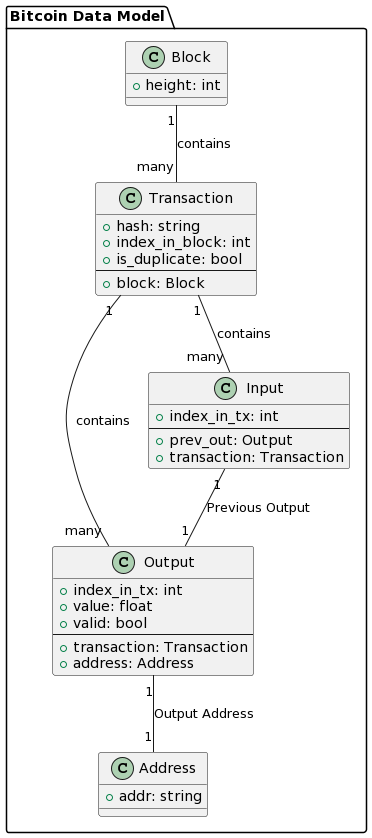 Bitcoin Data Model
C Block
height: int
1
contains
many
C Transaction
hash: string
index_in_block: int
is_duplicate: bool
block: Block
1
1
contains
many
C Input
index_in_tx: int
prev_out: Output
transaction: Transaction
contains
1
Previous Output
many
1
C Output
index_in_tx: int
value: float
valid: bool
transaction: Transaction
address: Address
1
Output Address
1
C Address
addr: string